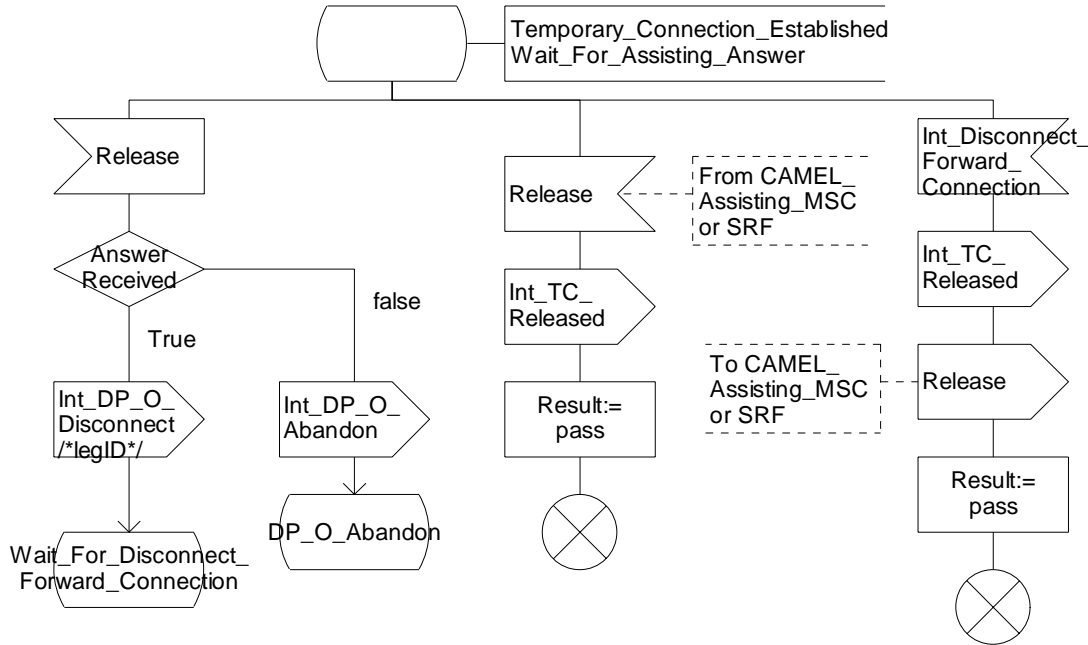 Temporary_Connection_Established
Wait_For_Assisting_Answer
Release
Answer
Received
True
false
Int_DP_O_
Disconnect
/*legID*/
Int_DP_O_
Abandon
Wait_For_Disconnect_
Forward_Connection
DP_O_Abandon
Release
From CAMEL_
Assisting_MSC
or SRF
Int_TC_
Released
Result:=
pass
Int_Disconnect_
Forward_
Connection
Int_TC_
Released
To CAMEL_
Assisting_MSC
or SRF
Release
Result:=
pass